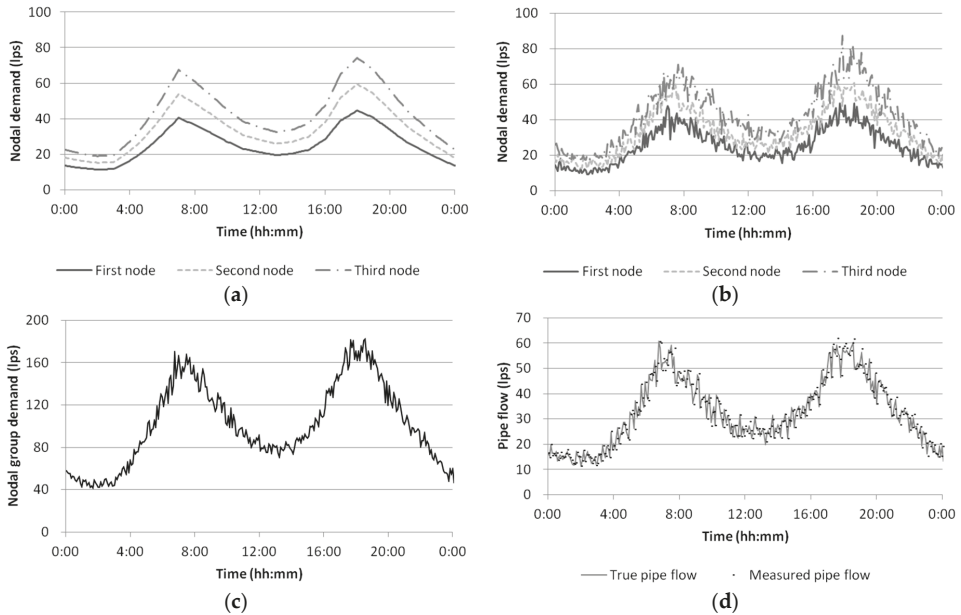 100
80
60
40
20
0
Nodal demand (lps)
0:00 4:00 8:00 12:00 16:00 20:00 0:00
Time (hh:mm)
First node Second node Third node
(a)
100
80
60
40
20
0
Nodal demand (lps)
0:00 4:00 8:00 12:00 16:00 20:00 0:00
Time (hh:mm)
First node Second node Third node
(b)
200
160
120
80
40
0
Nodal group demand (lps)
0:00 4:00 8:00 12:00 16:00 20:00 0:00
Time (hh:mm)
(c)
70
60
50
40
30
20
10
0
Pipe flow (lps)
0:00 4:00 8:00 12:00 16:00 20:00 0:00
Time (hh:mm)
True pipe flow Measured pipe flow
(d)